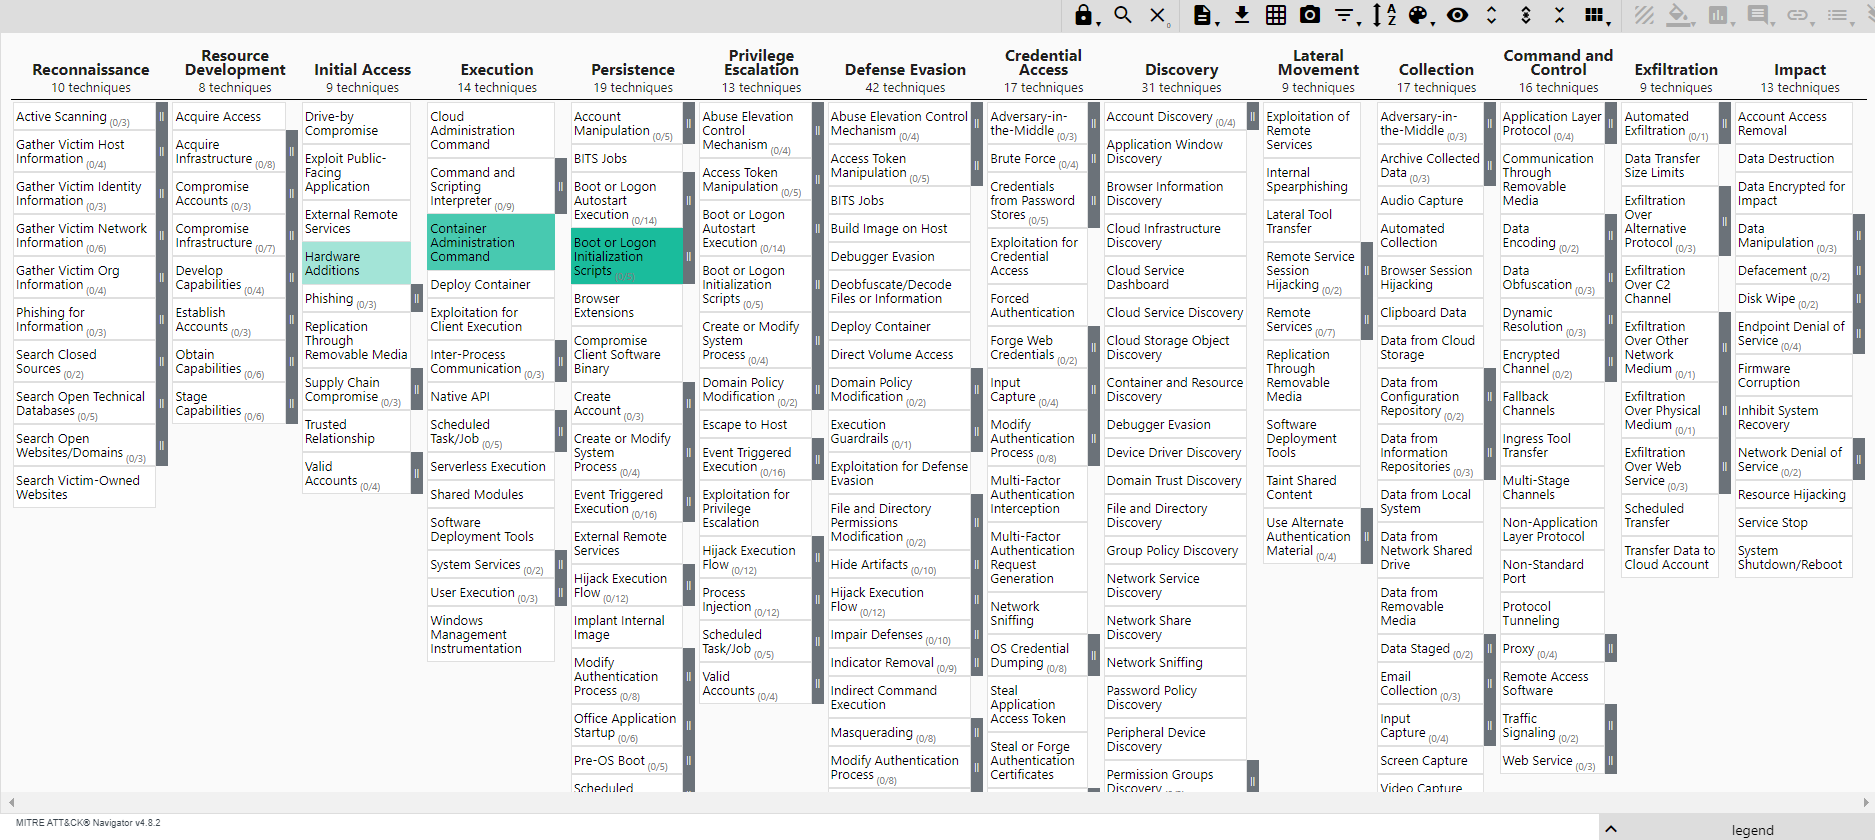 Reconnaissance
10 techniques
Active Scanning (0/3)
Gather Victim Host
Information (0/4)
Gather Victim Identity
Information (0/3)
Gather Victim Network
Information (0/6)
Gather Victim Org
Information (0/4)
Phishing for
Information (0/3)
Search Closed
Sources (0/2)
Search Open Technical
Databases (0/5)
Search Open
Websites/Domains (0/3)
Search Victim-Owned
Websites
Resource
Development
8 techniques
Acquire Access
Acquire
Infrastructure (0/8)
Compromise
Accounts (0/3)
Compromise
Infrastructure (0/7)
Develop
Capabilities (0/4)
Establish
Accounts (0/3)
Obtain
Capabilities (0/6)
Stage
Capabilities (0/6)
Initial Access
9 techniques
Drive-by
Compromise
Exploit Public-
Facing
Application
External Remote
Services
Hardware
Additions
Phishing (0/3)
Replication
Through
Removable Media
Supply Chain
Compromise (0/3)
Trusted
Relationship
Valid
Accounts (0/4)
Execution
14 techniques
Cloud
Administration
Command
Command and
Scripting
Interpreter (0/9)
Container
Administration
Command
Deploy Container
Exploitation for
Client Execution
Inter-Process
Communication (0/3)
Native API
Scheduled
Task/Job (0/5)
Serverless Execution
Shared Modules
Software
Deployment Tools
System Services (0/2)
User Execution (0/3)
Windows
Management
Instrumentation
Persistence
19 techniques
Account
Manipulation (0/5)
BITS Jobs
Boot or Logon
Autostart
Execution (0/14)
Boot or Logon
Initialization
Scripts (0/5)
Browser
Extensions
Compromise
Client Software
Binary
Create
Account (0/3)
Create or Modify
System
Process (0/4)
Event Triggered
Execution (0/16)
External Remote
Services
Hijack Execution
Flow (0/12)
Implant Internal
Image
Modify
Authentication
Process (0/8)
Office Application
Startup (0/6)
Pre-OS Boot (0/5)
Scheduled
Privilege
Escalation
13 techniques
Abuse Elevation
Control
Mechanism (0/4)
Access Token
Manipulation (0/5)
Boot or Logon
Autostart
Execution (0/14)
Boot or Logon
Initialization
Scripts (0/5)
Create or Modify
System
Process (0/4)
Domain Policy
Modification (0/2)
Escape to Host
Event Triggered
Execution (0/16)
Exploitation for
Privilege
Escalation
Hijack Execution
Flow (0/12)
Process
Injection (0/12)
Scheduled
Task/Job (0/5)
Valid
Accounts (0/4)
Defense Evasion
42 techniques
Abuse Elevation Control
Mechanism (0/4)
Access Token
Manipulation (0/5)
BITS Jobs
Build Image on Host
Debugger Evasion
Deobfuscate/Decode
Files or Information
Deploy Container
Direct Volume Access
Domain Policy
Modification (0/2)
Execution
Guardrails (0/1)
Exploitation for Defense
Evasion
File and Directory
Permissions
Modification (0/2)
Hide Artifacts (0/10)
Hijack Execution
Flow (0/12)
Impair Defenses (0/10)
Indicator Removal (0/9)
Indirect Command
Execution
Masquerading (0/8)
Modify Authentication
Process (0/8)
Credential
Access
17 techniques
Adversary-in-
the-Middle (0/3)
Brute Force (0/4)
Credentials
from Password
Stores (0/5)
Exploitation for
Credential
Access
Forced
Authentication
Forge Web
Credentials (0/2)
Input
Capture (0/4)
Modify
Authentication
Process (0/8)
Multi-Factor
Authentication
Interception
Multi-Factor
Authentication
Request
Generation
Network
Sniffing
OS Credential
Dumping (0/8)
Steal
Application
Access Token
Steal or Forge
Authentication
Certificates
Discovery
31 techniques
Account Discovery (0/4)
Application Window
Discovery
Browser Information
Discovery
Cloud Infrastructure
Discovery
Cloud Service
Dashboard
Cloud Service Discovery
Cloud Storage Object
Discovery
Container and Resource
Discovery
Debugger Evasion
Device Driver Discovery
Domain Trust Discovery
File and Directory
Discovery
Group Policy Discovery
Network Service
Discovery
Network Share
Discovery
Network Sniffing
Password Policy
Discovery
Peripheral Device
Discovery
Permission Groups
Discovery
Lateral
Movement
9 techniques
Exploitation of
Remote
Services
Internal
Spearphishing
Lateral Tool
Transfer
Remote Service
Session
Hijacking (0/2)
Remote
Services (0/7)
Replication
Through
Removable
Media
Software
Deployment
Tools
Taint Shared
Content
Use Alternate
Authentication
Material (0/4)
Collection
17 techniques
Adversary-in-
the-Middle (0/3)
Archive Collected
Data (0/3)
Audio Capture
Automated
Collection
Browser Session
Hijacking
Clipboard Data
Data from Cloud
Storage
Data from
Configuration
Repository (0/2)
Data from
Information
Repositories (0/3)
Data from Local
System
Data from
Network Shared
Drive
Data from
Removable
Media
Data Staged (0/2)
Email
Collection (0/3)
Input
Capture (0/4)
Screen Capture
Video Capture
Command and
Control
16 techniques
Application Layer
Protocol (0/4)
Communication
Through
Removable
Media
Data
Encoding (0/2)
Data
Obfuscation (0/3)
Dynamic
Resolution (0/3)
Encrypted
Channel (0/2)
Fallback
Channels
Ingress Tool
Transfer
Multi-Stage
Channels
Non-Application
Layer Protocol
Non-Standard
Port
Protocol
Tunneling
Proxy (0/4)
Remote Access
Software
Traffic
Signaling (0/2)
Web Service (0/3)
Exfiltration
9 techniques
Automated
Exfiltration (0/1)
Data Transfer
Size Limits
Exfiltration
Over
Alternative
Protocol (0/3)
Exfiltration
Over C2
Channel
Exfiltration
Over Other
Network
Medium (0/1)
Exfiltration
Over Physical
Medium (0/1)
Exfiltration
Over Web
Service (0/3)
Scheduled
Transfer
Transfer Data to
Cloud Account
Impact
13 techniques
Account Access
Removal
Data Destruction
Data Encrypted for
Impact
Data
Manipulation (0/3)
Defacement (0/2)
Disk Wipe (0/2)
Endpoint Denial of
Service (0/4)
Firmware
Corruption
Inhibit System
Recovery
Network Denial of
Service (0/2)
Resource Hijacking
Service Stop
System
Shutdown/Reboot
MITRE ATT&CK® Navigator v4.8.2
legend